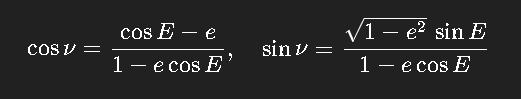 cos ν = (cos E − e) / (1 − e cos E), sin ν = (√(1 − e²) sin E) / (1 − e cos E)